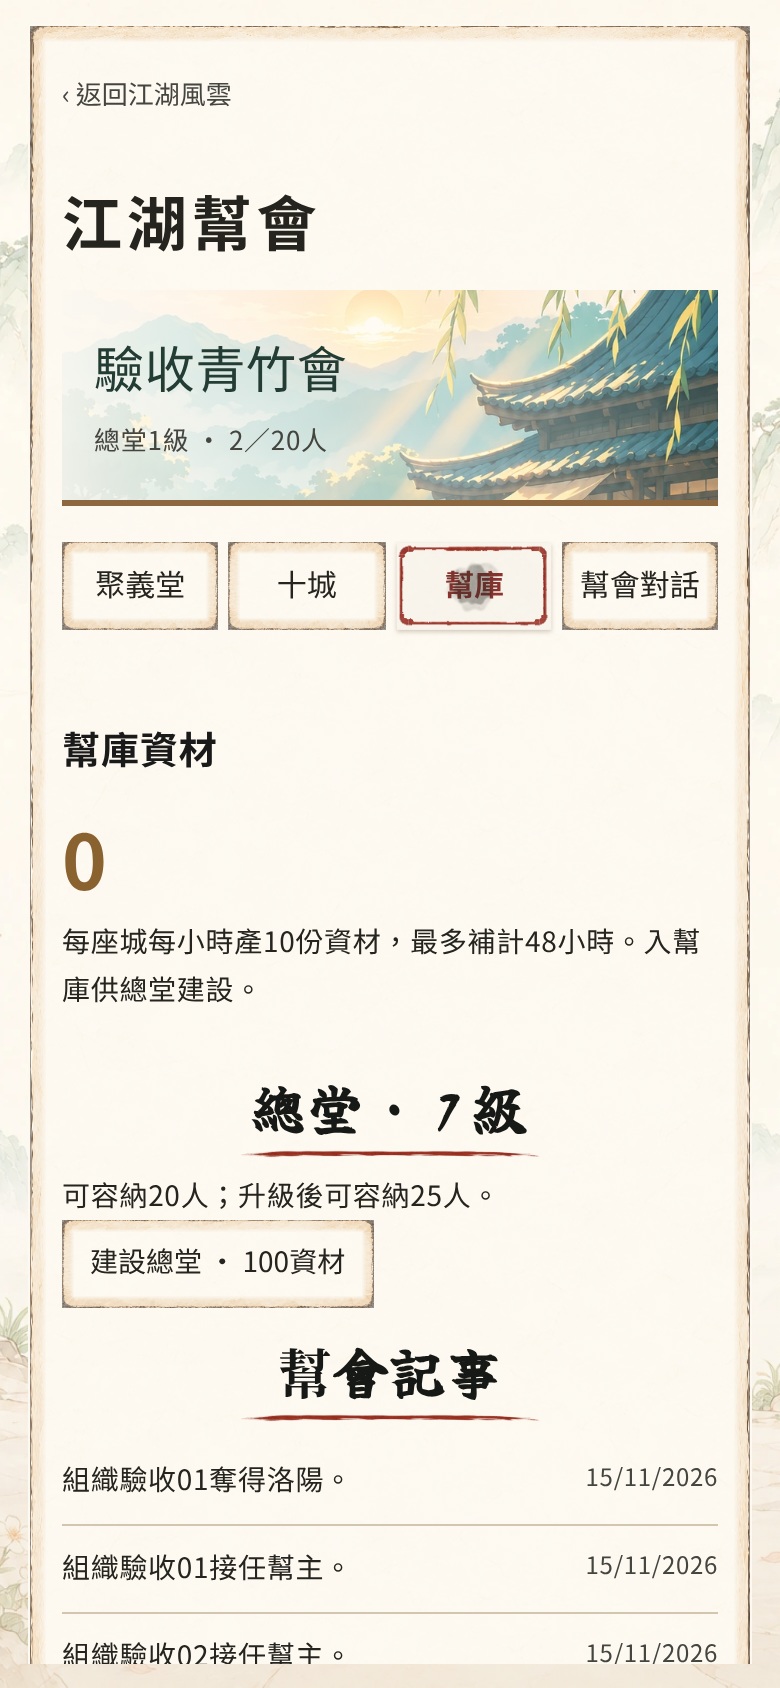 ‹ 返回江湖風雲
江湖幫會
驗收青竹會
總堂1級 · 2／20人
聚義堂
十城
幫庫
幫會對話
幫庫資材
0
每座城每小時產10份資材，最多補計48小時。入幫
庫供總堂建設。
總堂 · 1級
可容納20人；升級後可容納25人。
建設總堂 · 100資材
幫會記事
組織驗收01奪得洛陽。 15/11/2026
組織驗收01接任幫主。 15/11/2026
組織驗收02接任幫主。 15/11/2026